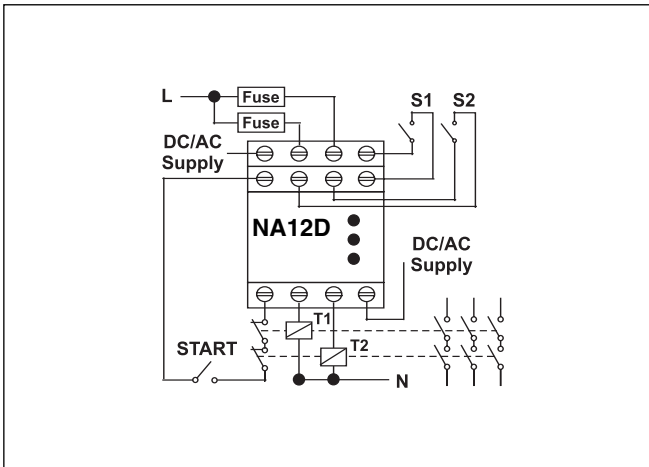 L
Fuse
Fuse
S1 S2
DC/AC
Supply
NA12D
DC/AC
Supply
T1
START
T2
N